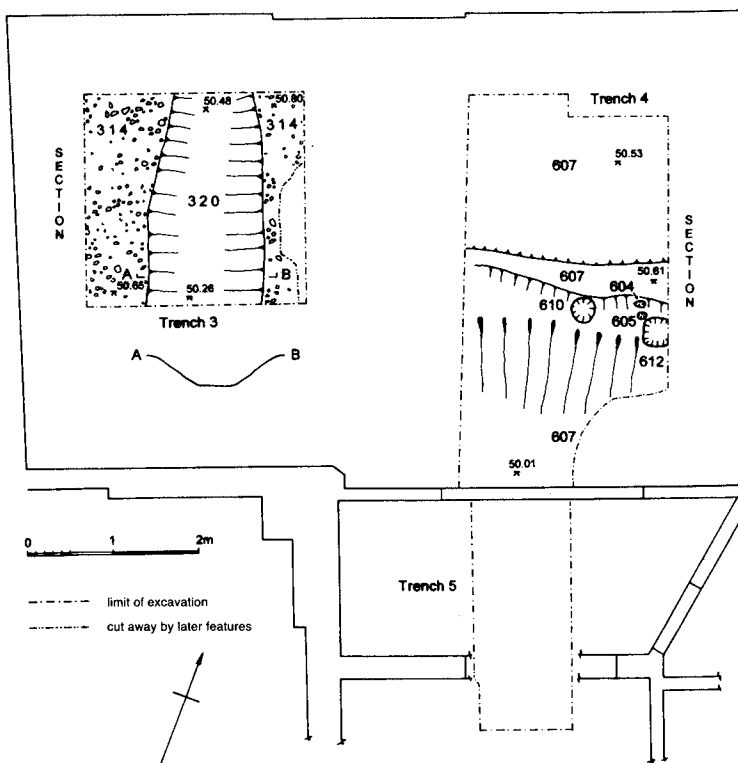 Trench 4
50.48
50.80
314
314
SECTION
320
A
B
50.65
50.26
Trench 3
A
B
607
50.53
SECTION
607
50.61
604
610
605
612
607
50.01
0
1
2m
Trench 5
limit of excavation
cut away by later features